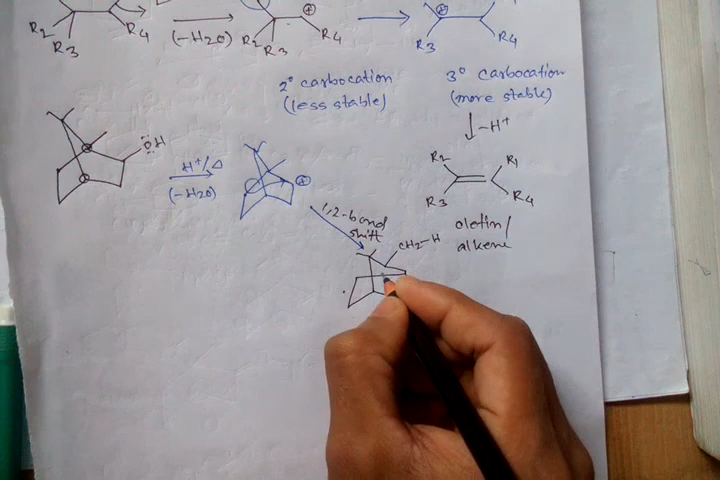 R2
R3
R4
(-H2O)
⊕
R2
R3
R4
⊕
R3
R4
2° carbocation
(less stable)
3° carbocation
(more stable)
-H+
ÖH
H+/Δ
(-H2O)
⊕
R2
R1
R3
R4
1,2-bond
shift
olefin/
alkene
CH2-H